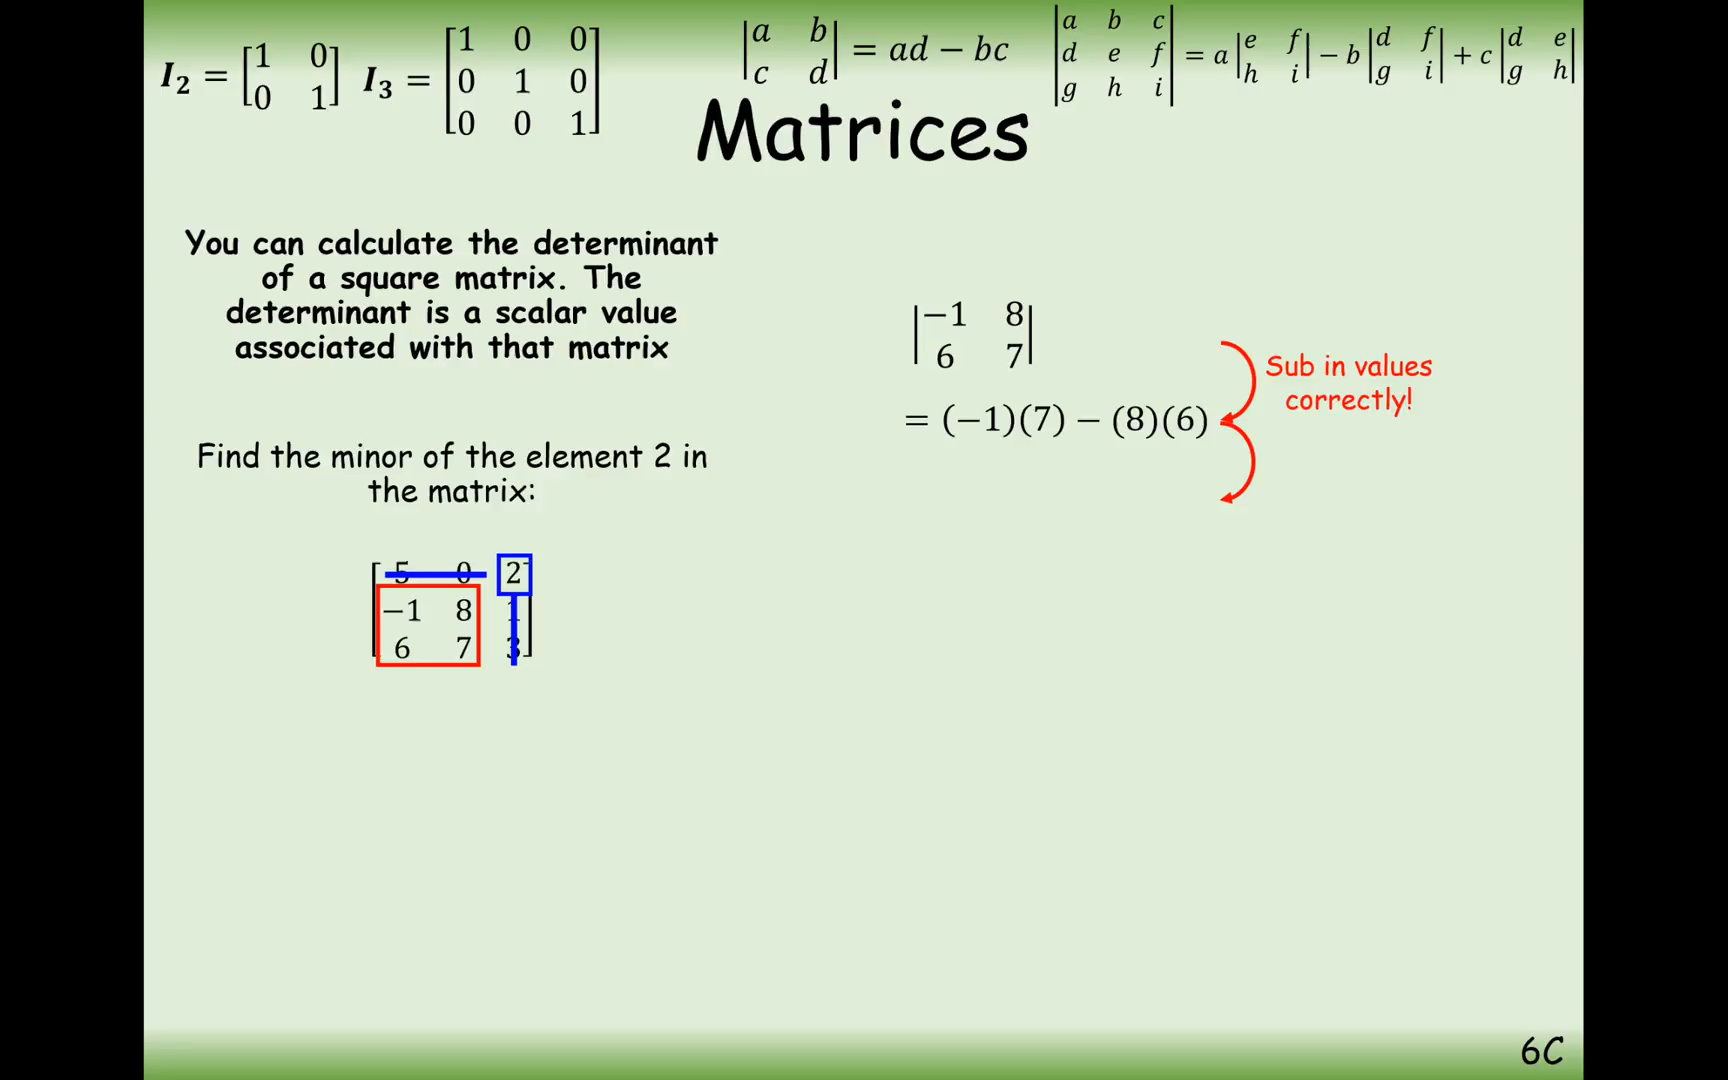 I₂ = [1 0
0 1] I₃ = [1 0 0
0 1 0
0 0 1]
|a b
c d| = ad − bc
|a b c
d e f
g h i| = a |e f
h i| − b |d f
g i| + c |d e
g h|
Matrices
You can calculate the determinant
of a square matrix. The
determinant is a scalar value
associated with that matrix
Find the minor of the element 2 in
the matrix:
[5 0 2
−1 8 1
6 7 3]
|−1 8
6 7|
= (−1)(7) − (8)(6)
Sub in values
correctly!
6C